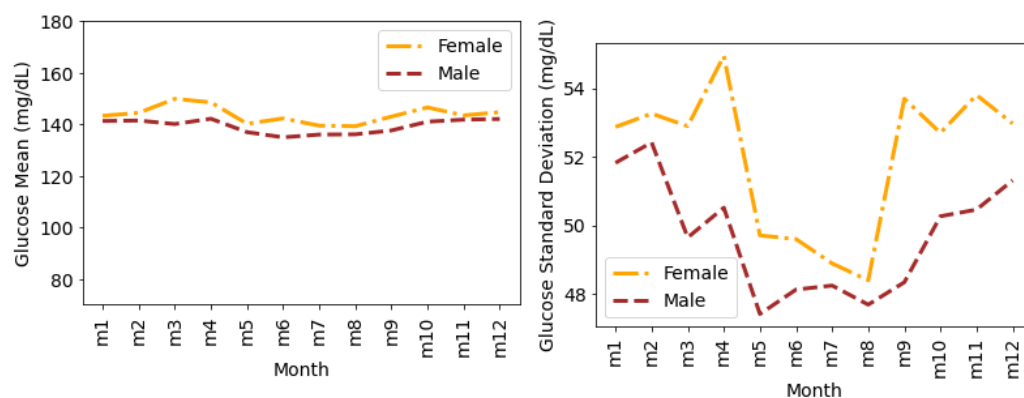 Glucose Mean (mg/dL)
180
160
140
120
100
80
Female
Male
m1 m2 m3 m4 m5 m6 m7 m8 m9 m10 m11 m12
Month
Glucose Standard Deviation (mg/dL)
54
52
50
48
Female
Male
m1 m2 m3 m4 m5 m6 m7 m8 m9 m10 m11 m12
Month